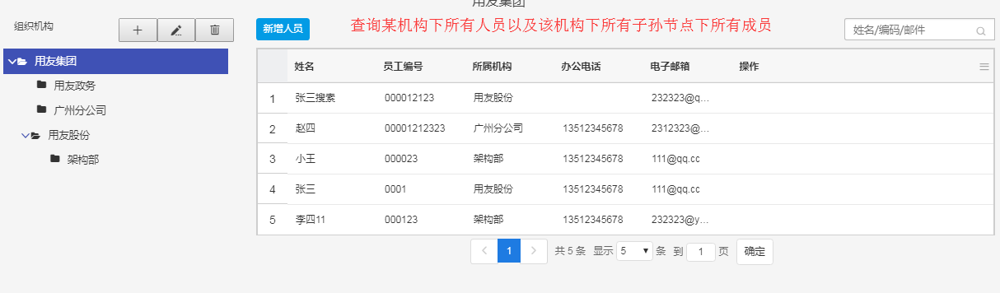 用友集团
组织机构
新增人员
查询某机构下所有人员以及该机构下所有子孙节点下所有成员
姓名/编码/邮件
用友集团
用友政务
广州分公司
用友股份
架构部
姓名 员工编号 所属机构 办公电话 电子邮箱 操作
1 张三搜索 000012123 用友股份 232323@q...
2 赵四 00001212323 广州分公司 13512345678 2312323@...
3 小王 000023 架构部 13512345678 111@qq.cc
4 张三 0001 用友股份 13512345678 111@qq.cc
5 李四11 000123 架构部 13512345678 232323@y...
1 共 5 条 显示 5 条 到 1 页 确定